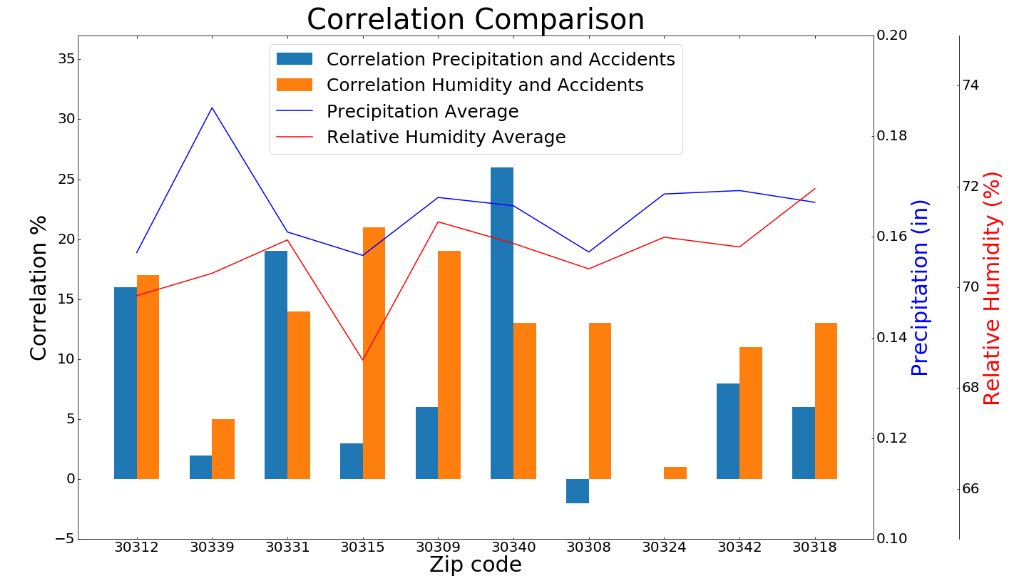 Correlation Comparison
Correlation Precipitation and Accidents
Correlation Humidity and Accidents
Precipitation Average
Relative Humidity Average
35
30
25
20
15
10
5
0
−5
Correlation %
30312 30339 30331 30315 30309 30340 30308 30324 30342 30318
Zip code
0.20
0.18
0.16
0.14
0.12
0.10
Precipitation (in)
74
72
70
68
66
Relative Humidity (%)